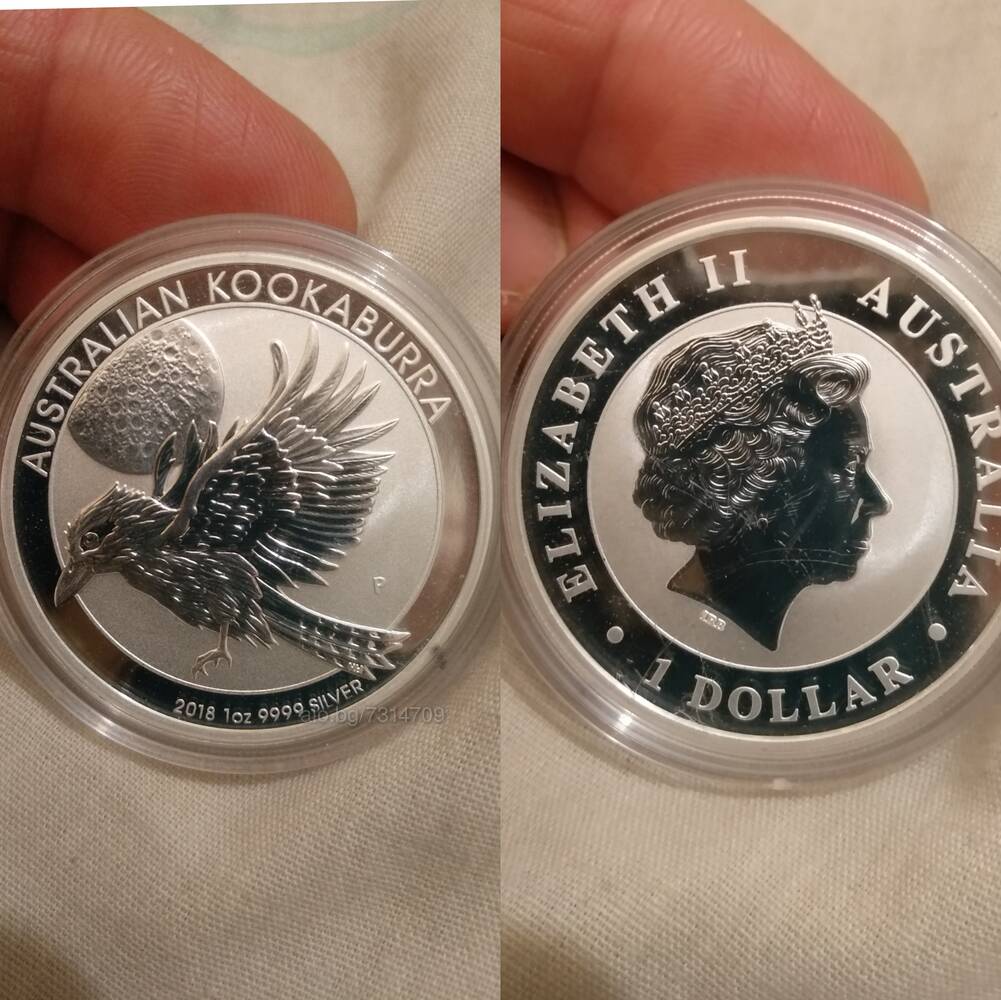 AUSTRALIAN KOOKABURRA
P
2018 1oz 9999 SILVER
alo.bg/7314709
ELIZABETH II AUSTRALIA
IRB
1 DOLLAR